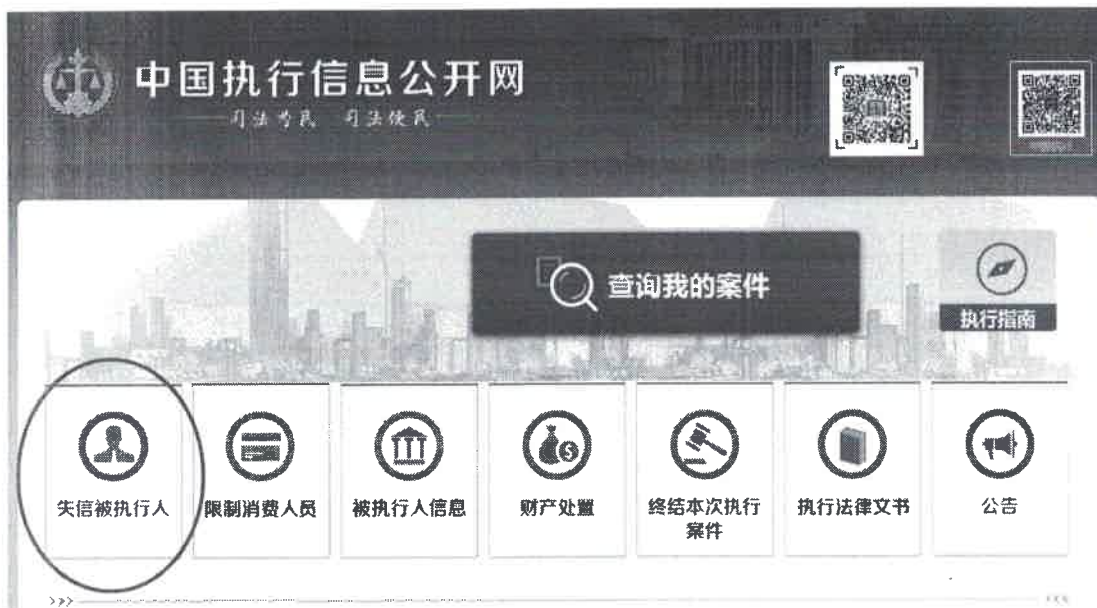 中国执行信息公开网
司法为民 司法便民
查询我的案件
执行指南
失信被执行人
限制消费人员
被执行人信息
财产处置
终结本次执行
案件
执行法律文书
公告